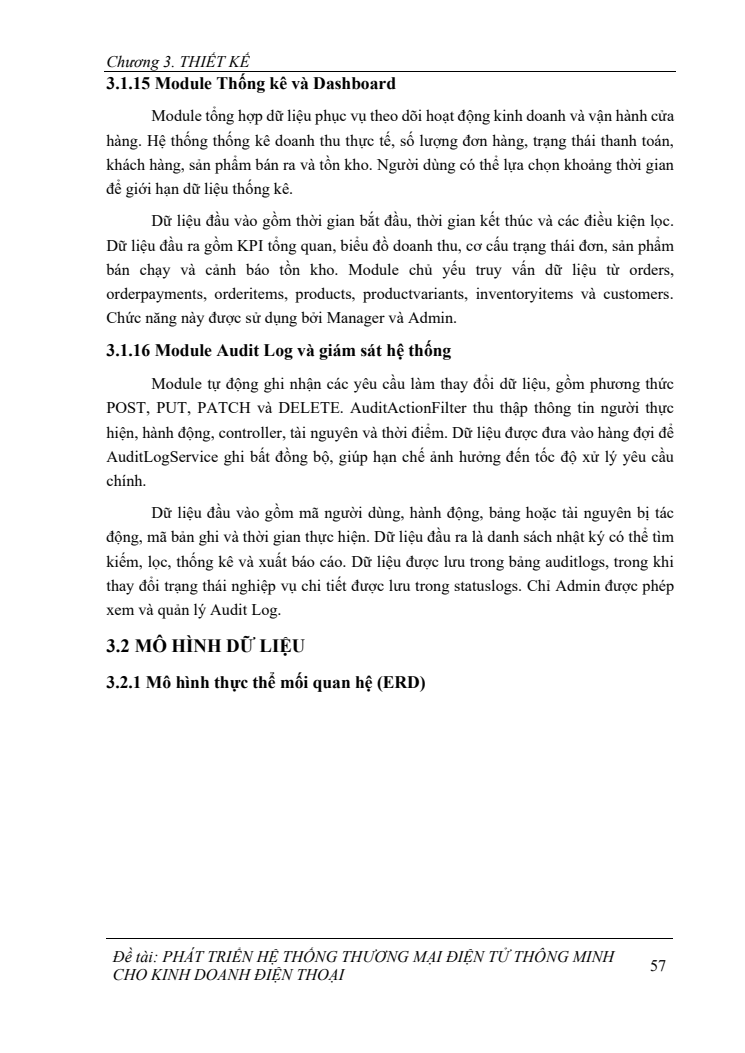 Chương 3. THIẾT KẾ
3.1.15 Module Thống kê và Dashboard
Module tổng hợp dữ liệu phục vụ theo dõi hoạt động kinh doanh và vận hành cửa
hàng. Hệ thống thống kê doanh thu thực tế, số lượng đơn hàng, trạng thái thanh toán,
khách hàng, sản phẩm bán ra và tồn kho. Người dùng có thể lựa chọn khoảng thời gian
để giới hạn dữ liệu thống kê.
Dữ liệu đầu vào gồm thời gian bắt đầu, thời gian kết thúc và các điều kiện lọc.
Dữ liệu đầu ra gồm KPI tổng quan, biểu đồ doanh thu, cơ cấu trạng thái đơn, sản phẩm
bán chạy và cảnh báo tồn kho. Module chủ yếu truy vấn dữ liệu từ orders,
orderpayments, orderitems, products, productvariants, inventoryitems và customers.
Chức năng này được sử dụng bởi Manager và Admin.
3.1.16 Module Audit Log và giám sát hệ thống
Module tự động ghi nhận các yêu cầu làm thay đổi dữ liệu, gồm phương thức
POST, PUT, PATCH và DELETE. AuditActionFilter thu thập thông tin người thực
hiện, hành động, controller, tài nguyên và thời điểm. Dữ liệu được đưa vào hàng đợi để
AuditLogService ghi bất đồng bộ, giúp hạn chế ảnh hưởng đến tốc độ xử lý yêu cầu
chính.
Dữ liệu đầu vào gồm mã người dùng, hành động, bảng hoặc tài nguyên bị tác
động, mã bản ghi và thời gian thực hiện. Dữ liệu đầu ra là danh sách nhật ký có thể tìm
kiếm, lọc, thống kê và xuất báo cáo. Dữ liệu được lưu trong bảng auditlogs, trong khi
thay đổi trạng thái nghiệp vụ chi tiết được lưu trong statuslogs. Chỉ Admin được phép
xem và quản lý Audit Log.
3.2 MÔ HÌNH DỮ LIỆU
3.2.1 Mô hình thực thể mối quan hệ (ERD)
Đề tài: PHÁT TRIỂN HỆ THỐNG THƯƠNG MẠI ĐIỆN TỬ THÔNG MINH
CHO KINH DOANH ĐIỆN THOẠI
57